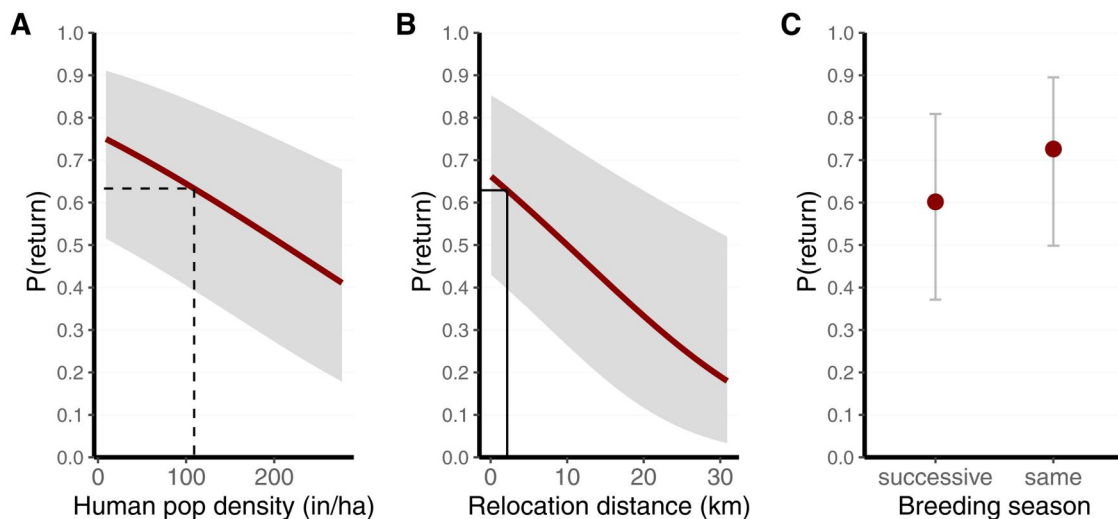 A
P(return)
1.0
0.9
0.8
0.7
0.6
0.5
0.4
0.3
0.2
0.1
0.0
0 100 200
Human pop density (in/ha)
B
P(return)
1.0
0.9
0.8
0.7
0.6
0.5
0.4
0.3
0.2
0.1
0.0
0 10 20 30
Relocation distance (km)
C
P(return)
1.0
0.9
0.8
0.7
0.6
0.5
0.4
0.3
0.2
0.1
0.0
successive same
Breeding season